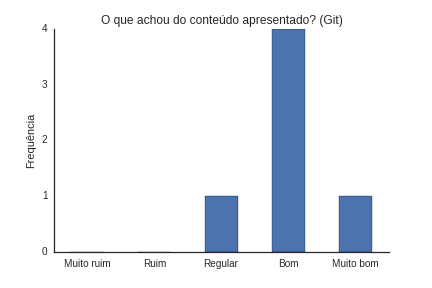 O que achou do conteúdo apresentado? (Git)
4
3
2
1
0
Frequência
Muito ruim Ruim Regular Bom Muito bom